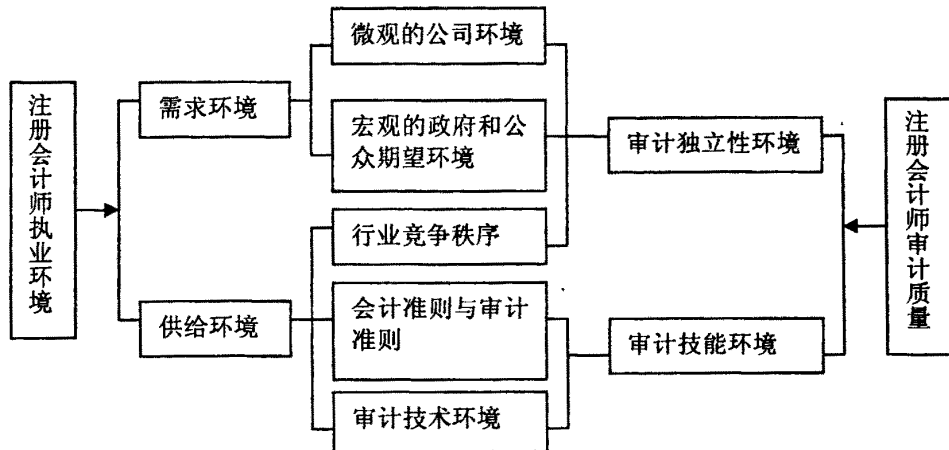 注册会计师执业环境
需求环境
供给环境
微观的公司环境
宏观的政府和公
众期望环境
行业竞争秩序
会计准则与审计
准则
审计技术环境
审计独立性环境
审计技能环境
注册会计师审计质量